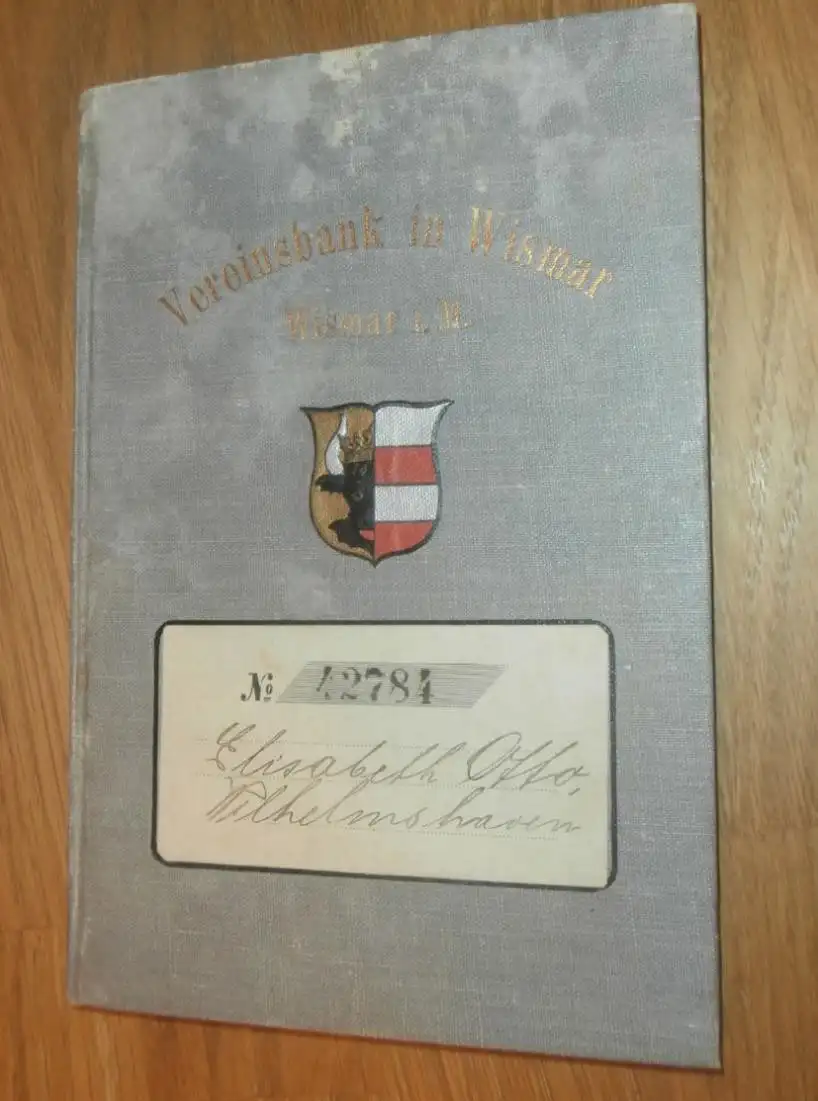 Vereinsbank in Wismar
Wismar i. M.
No 42784
Elisabeth Otto,
Wilhelmshaven